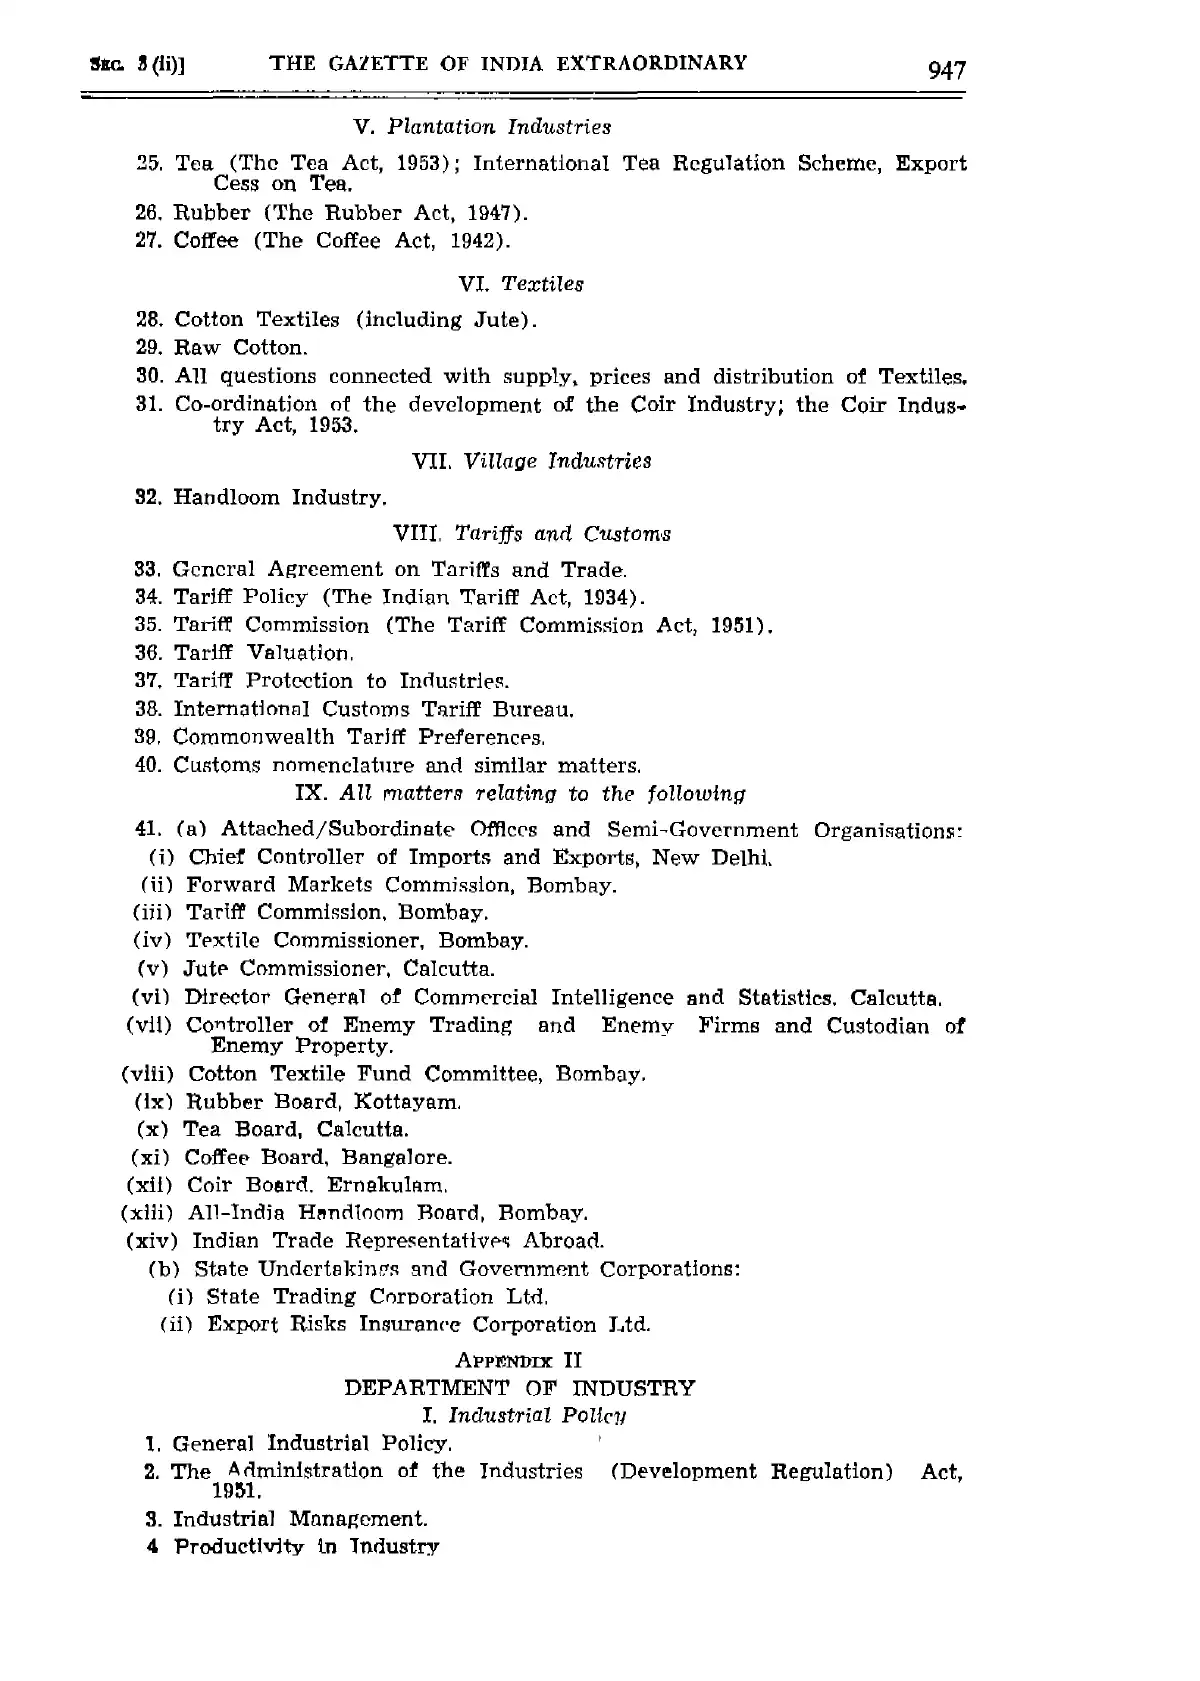 SEC. 3 (ii)] THE GAZETTE OF INDIA EXTRAORDINARY 947
V. Plantation Industries
25. Tea (The Tea Act, 1953); International Tea Regulation Scheme, Export
Cess on Tea.
26. Rubber (The Rubber Act, 1947).
27. Coffee (The Coffee Act, 1942).
VI. Textiles
28. Cotton Textiles (including Jute).
29. Raw Cotton.
30. All questions connected with supply, prices and distribution of Textiles.
31. Co-ordination of the development of the Coir Industry; the Coir Indus-
try Act, 1953.
VII. Village Industries
32. Handloom Industry.
VIII. Tariffs and Customs
33. General Agreement on Tariffs and Trade.
34. Tariff Policy (The Indian Tariff Act, 1934).
35. Tariff Commission (The Tariff Commission Act, 1951).
36. Tariff Valuation.
37. Tariff Protection to Industries.
38. International Customs Tariff Bureau.
39. Commonwealth Tariff Preferences.
40. Customs nomenclature and similar matters.
IX. All matters relating to the following
41. (a) Attached/Subordinate Offices and Semi-Government Organisations:
(i) Chief Controller of Imports and Exports, New Delhi.
(ii) Forward Markets Commission, Bombay.
(iii) Tariff Commission, Bombay.
(iv) Textile Commissioner, Bombay.
(v) Jute Commissioner, Calcutta.
(vi) Director General of Commercial Intelligence and Statistics. Calcutta.
(vii) Controller of Enemy Trading and Enemy Firms and Custodian of
Enemy Property.
(viii) Cotton Textile Fund Committee, Bombay.
(ix) Rubber Board, Kottayam.
(x) Tea Board, Calcutta.
(xi) Coffee Board, Bangalore.
(xii) Coir Board. Ernakulam.
(xiii) All-India Handloom Board, Bombay.
(xiv) Indian Trade Representatives Abroad.
(b) State Undertakings and Government Corporations:
(i) State Trading Corporation Ltd.
(ii) Export Risks Insurance Corporation Ltd.
APPENDIX II
DEPARTMENT OF INDUSTRY
I. Industrial Policy
1. General Industrial Policy.
2. The Administration of the Industries (Development Regulation) Act,
1951.
3. Industrial Management.
4 Productivity in Industry